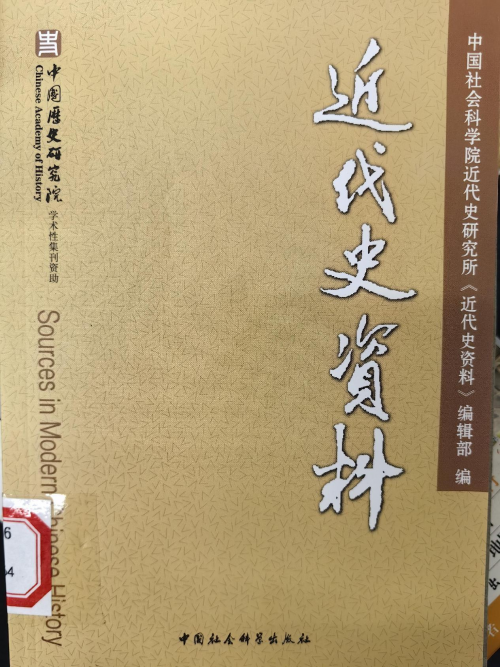 中国社会科学院近代史研究所《近代史资料》编辑部 编
近代史資料
中國歷史研究院
Chinese Academy of History
学术性集刊资助
Sources in Modern Chinese History
6
64
中国社会科学出版社